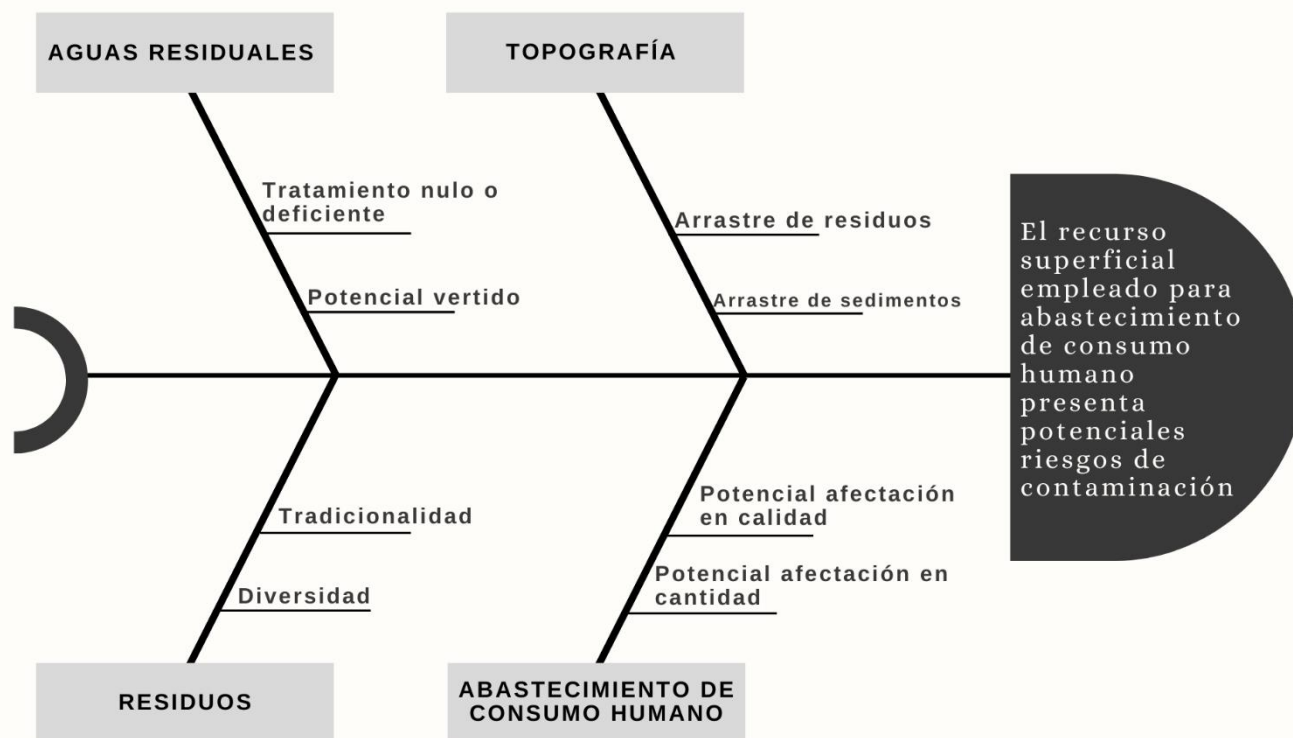 AGUAS RESIDUALES
TOPOGRAFÍA
Tratamiento nulo o
deficiente
Potencial vertido
Arrastre de residuos
Arrastre de sedimentos
El recurso
superficial
empleado para
abastecimiento
de consumo
humano
presenta
potenciales
riesgos de
contaminación
Tradicionalidad
Diversidad
Potencial afectación
en calidad
Potencial afectación en
cantidad
RESIDUOS
ABASTECIMIENTO DE
CONSUMO HUMANO